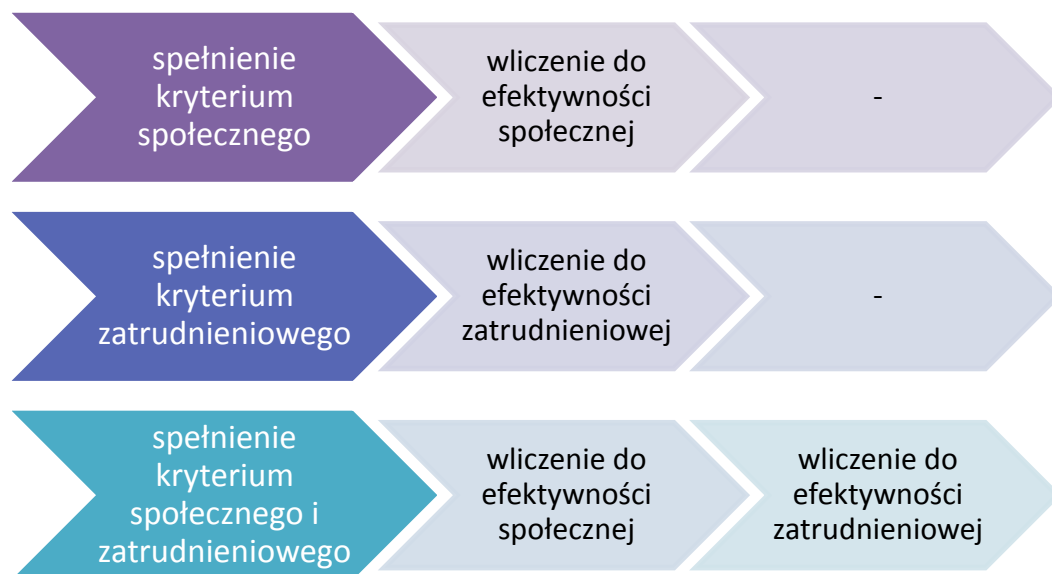 spełnienie
kryterium
społecznego
wliczenie do
efektywności
społecznej
-
spełnienie
kryterium
zatrudnieniowego
wliczenie do
efektywności
zatrudnieniowej
-
spełnienie
kryterium
społecznego i
zatrudnieniowego
wliczenie do
efektywności
społecznej
wliczenie do
efektywności
zatrudnieniowej